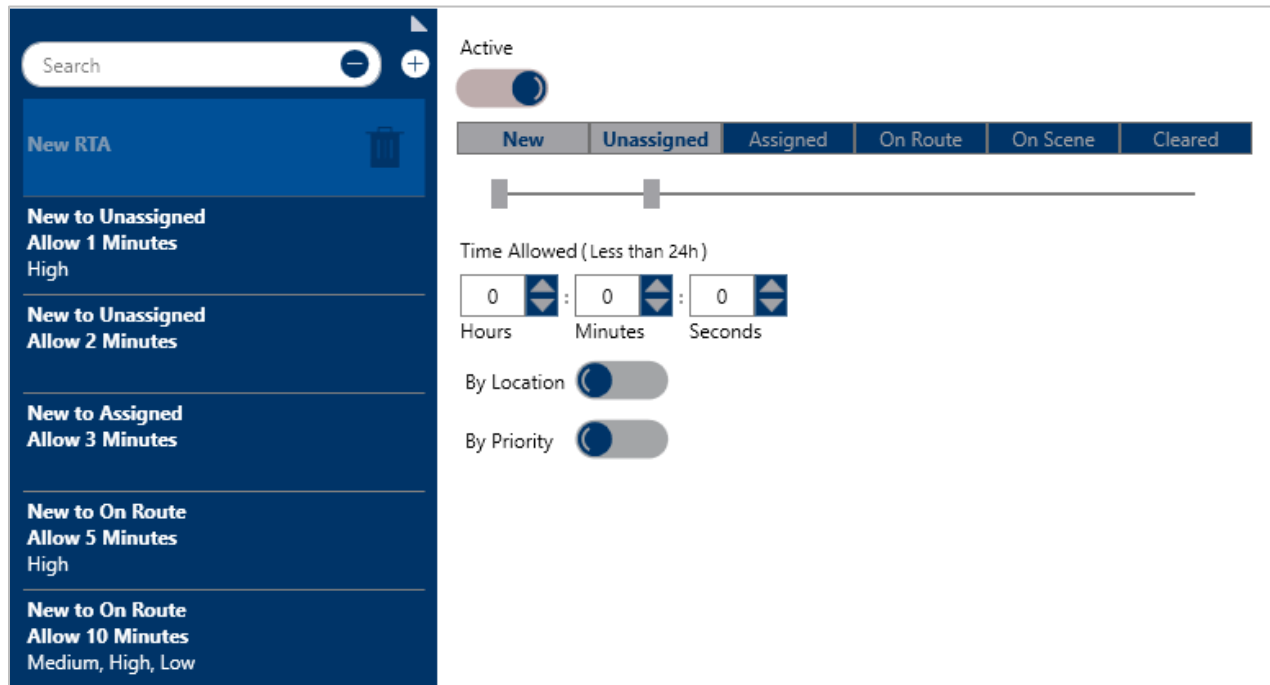 Search
New RTA
New to Unassigned
Allow 1 Minutes
High
New to Unassigned
Allow 2 Minutes
New to Assigned
Allow 3 Minutes
New to On Route
Allow 5 Minutes
High
New to On Route
Allow 10 Minutes
Medium, High, Low
Active
New Unassigned Assigned On Route On Scene Cleared
Time Allowed (Less than 24h)
0 : 0 : 0
Hours Minutes Seconds
By Location
By Priority